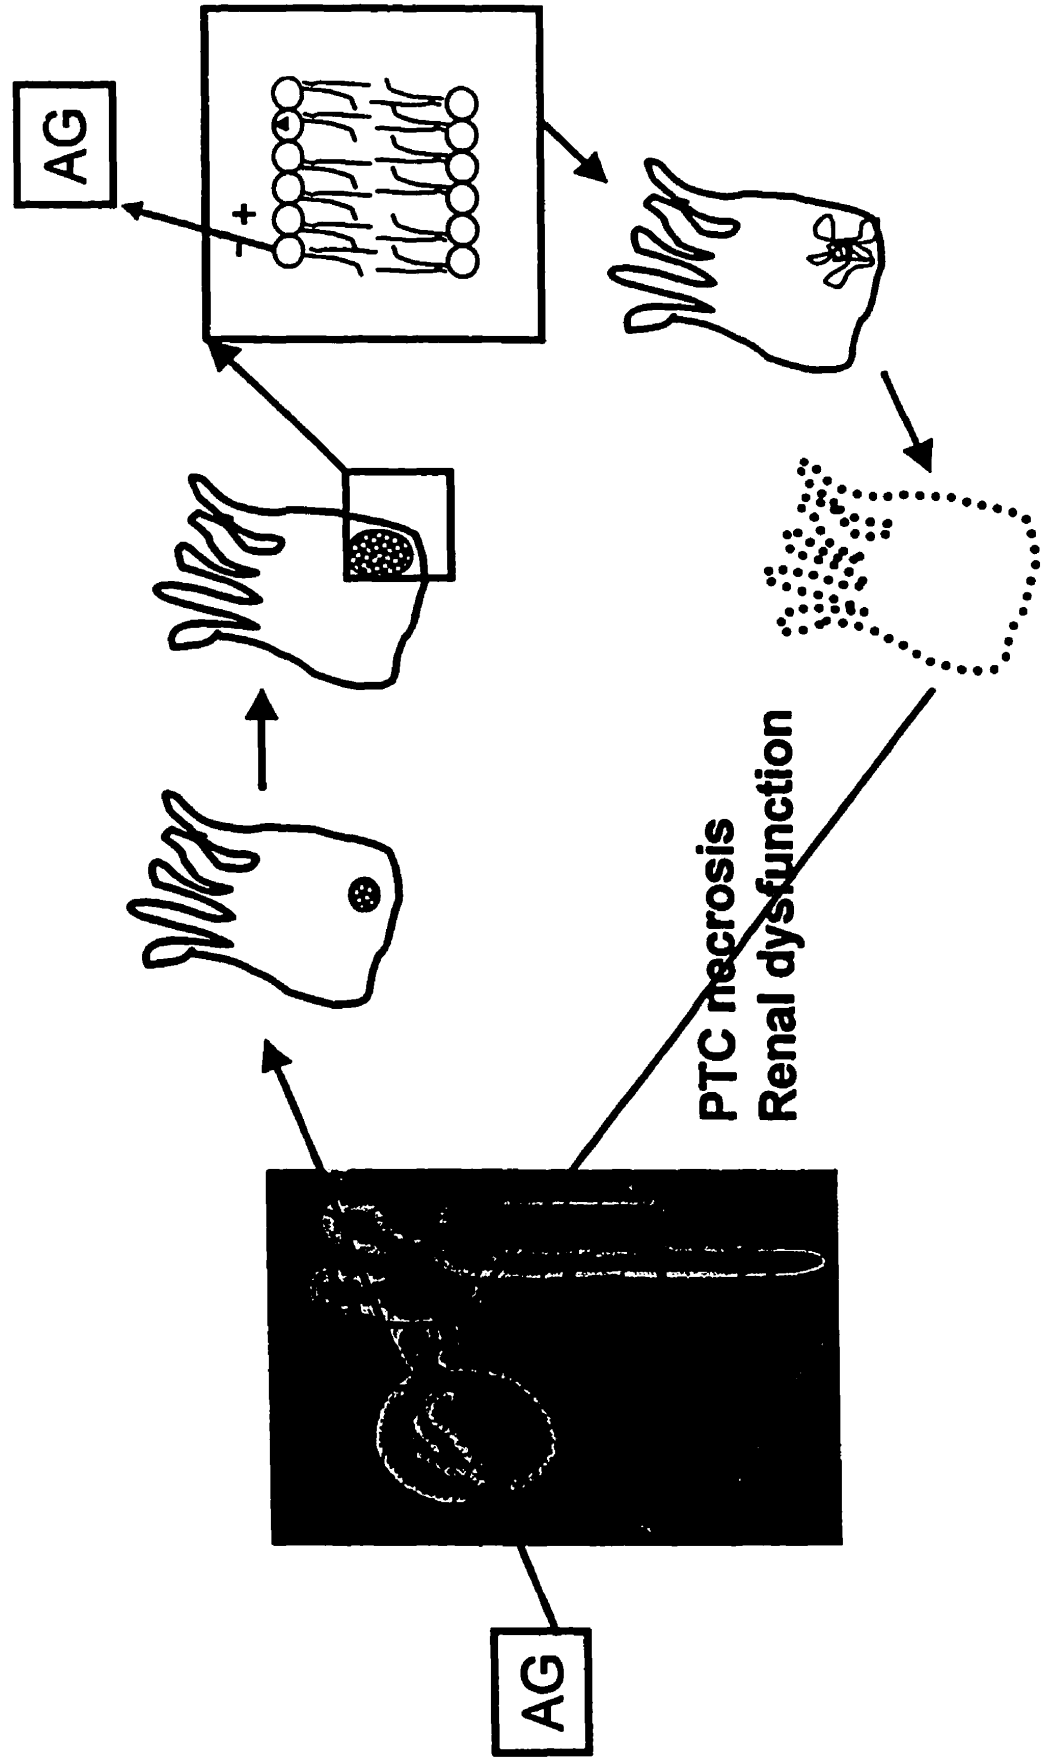 AG
AG
− +
PTC necrosis
Renal dysfunction